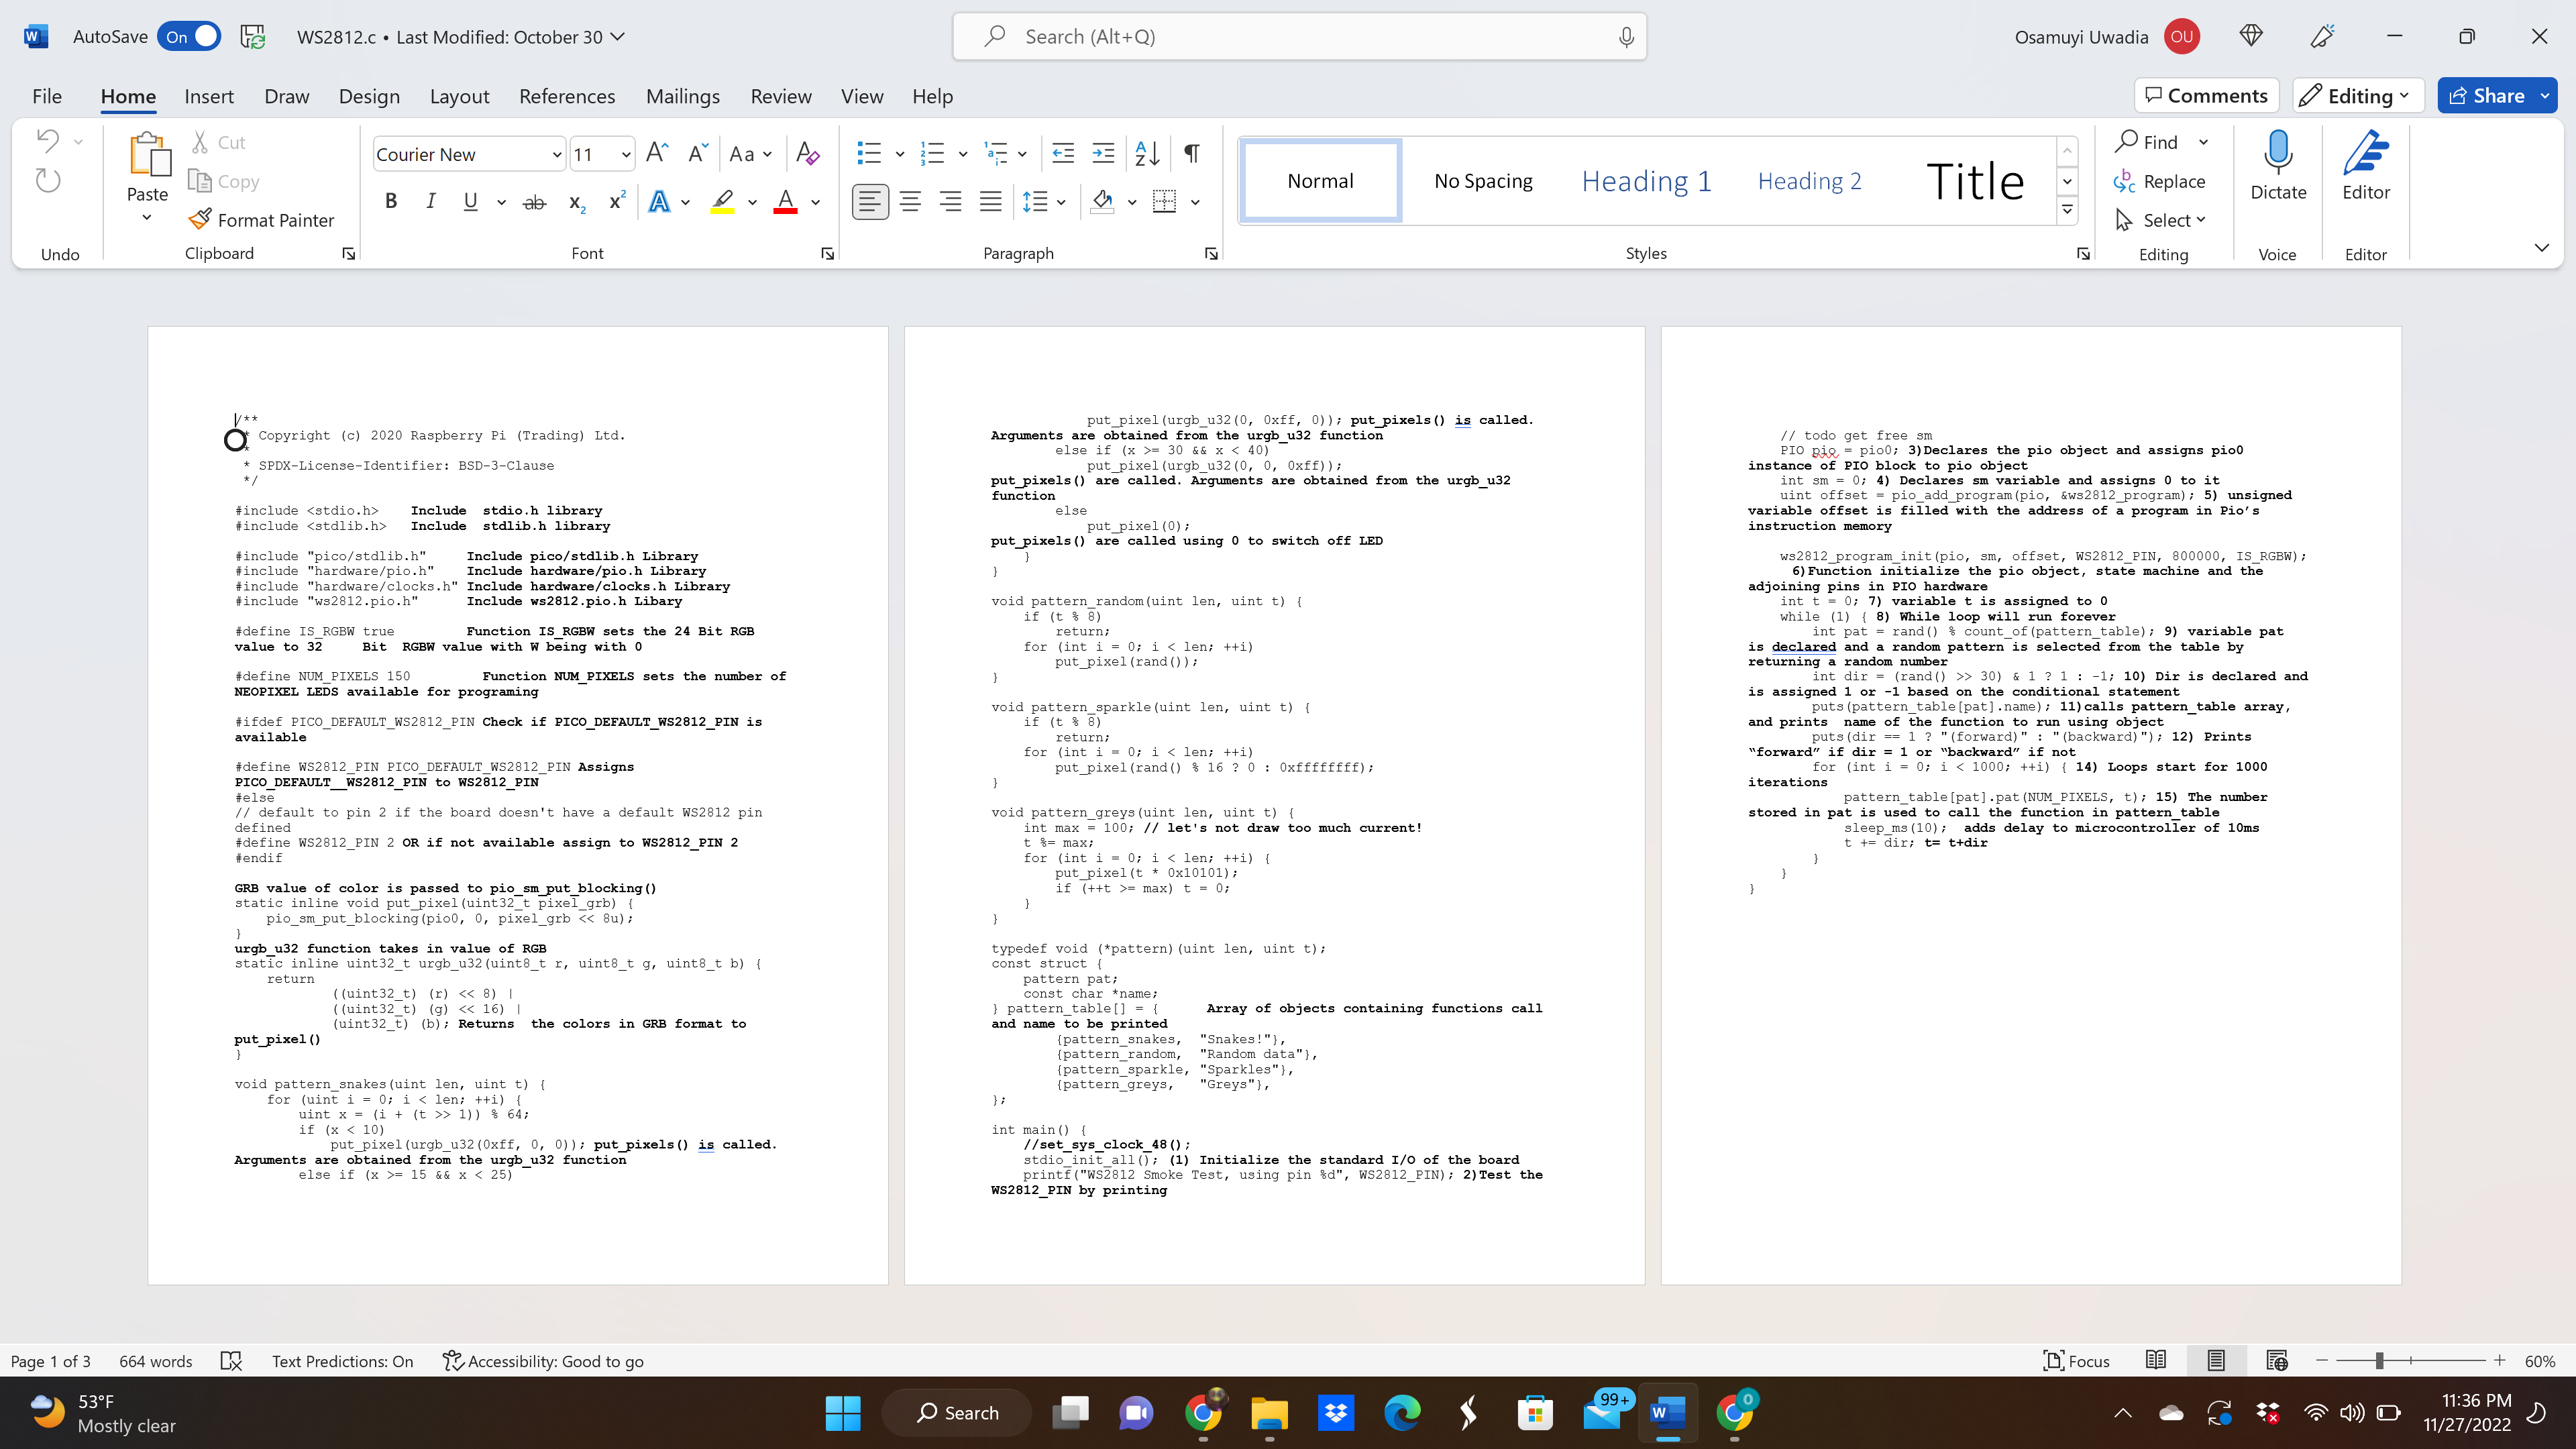 AutoSave On WS2812.c • Last Modified: October 30 Search (Alt+Q) Osamuyi Uwadia OU
File Home Insert Draw Design Layout References Mailings Review View Help Comments Editing Share
Cut
Copy
Format Painter
Paste
Undo Clipboard
Courier New 11
Font
Paragraph
Normal No Spacing Heading 1 Heading 2 Title
Styles
Find
Replace
Select
Editing
Dictate
Voice
Editor
Editor
/**
* Copyright (c) 2020 Raspberry Pi (Trading) Ltd.
*
* SPDX-License-Identifier: BSD-3-Clause
*/
#include <stdio.h> Include stdio.h library
#include <stdlib.h> Include stdlib.h library
#include "pico/stdlib.h" Include pico/stdlib.h Library
#include "hardware/pio.h" Include hardware/pio.h Library
#include "hardware/clocks.h" Include hardware/clocks.h Library
#include "ws2812.pio.h" Include ws2812.pio.h Libary
#define IS_RGBW true Function IS_RGBW sets the 24 Bit RGB
value to 32 Bit RGBW value with W being with 0
#define NUM_PIXELS 150 Function NUM_PIXELS sets the number of
NEOPIXEL LEDS available for programing
#ifdef PICO_DEFAULT_WS2812_PIN Check if PICO_DEFAULT_WS2812_PIN is
available
#define WS2812_PIN PICO_DEFAULT_WS2812_PIN Assigns
PICO_DEFAULT__WS2812_PIN to WS2812_PIN
#else
// default to pin 2 if the board doesn't have a default WS2812 pin
defined
#define WS2812_PIN 2 OR if not available assign to WS2812_PIN 2
#endif
GRB value of color is passed to pio_sm_put_blocking()
static inline void put_pixel(uint32_t pixel_grb) {
pio_sm_put_blocking(pio0, 0, pixel_grb << 8u);
}
urgb_u32 function takes in value of RGB
static inline uint32_t urgb_u32(uint8_t r, uint8_t g, uint8_t b) {
return
((uint32_t) (r) << 8) |
((uint32_t) (g) << 16) |
(uint32_t) (b); Returns the colors in GRB format to
put_pixel()
}
void pattern_snakes(uint len, uint t) {
for (uint i = 0; i < len; ++i) {
uint x = (i + (t >> 1)) % 64;
if (x < 10)
put_pixel(urgb_u32(0xff, 0, 0)); put_pixels() is called.
Arguments are obtained from the urgb_u32 function
else if (x >= 15 && x < 25)
put_pixel(urgb_u32(0, 0xff, 0)); put_pixels() is called.
Arguments are obtained from the urgb_u32 function
else if (x >= 30 && x < 40)
put_pixel(urgb_u32(0, 0, 0xff));
put_pixels() are called. Arguments are obtained from the urgb_u32
function
else
put_pixel(0);
put_pixels() are called using 0 to switch off LED
}
}
void pattern_random(uint len, uint t) {
if (t % 8)
return;
for (int i = 0; i < len; ++i)
put_pixel(rand());
}
void pattern_sparkle(uint len, uint t) {
if (t % 8)
return;
for (int i = 0; i < len; ++i)
put_pixel(rand() % 16 ? 0 : 0xffffffff);
}
void pattern_greys(uint len, uint t) {
int max = 100; // let's not draw too much current!
t %= max;
for (int i = 0; i < len; ++i) {
put_pixel(t * 0x10101);
if (++t >= max) t = 0;
}
}
typedef void (*pattern)(uint len, uint t);
const struct {
pattern pat;
const char *name;
} pattern_table[] = { Array of objects containing functions call
and name to be printed
{pattern_snakes, "Snakes!"},
{pattern_random, "Random data"},
{pattern_sparkle, "Sparkles"},
{pattern_greys, "Greys"},
};
int main() {
//set_sys_clock_48();
stdio_init_all(); (1) Initialize the standard I/O of the board
printf("WS2812 Smoke Test, using pin %d", WS2812_PIN); 2)Test the
WS2812_PIN by printing
// todo get free sm
PIO pio = pio0; 3)Declares the pio object and assigns pio0
instance of PIO block to pio object
int sm = 0; 4) Declares sm variable and assigns 0 to it
uint offset = pio_add_program(pio, &ws2812_program); 5) unsigned
variable offset is filled with the address of a program in Pio’s
instruction memory
ws2812_program_init(pio, sm, offset, WS2812_PIN, 800000, IS_RGBW);
6)Function initialize the pio object, state machine and the
adjoining pins in PIO hardware
int t = 0; 7) variable t is assigned to 0
while (1) { 8) While loop will run forever
int pat = rand() % count_of(pattern_table); 9) variable pat
is declared and a random pattern is selected from the table by
returning a random number
int dir = (rand() >> 30) & 1 ? 1 : -1; 10) Dir is declared and
is assigned 1 or -1 based on the conditional statement
puts(pattern_table[pat].name); 11)calls pattern_table array,
and prints name of the function to run using object
puts(dir == 1 ? "(forward)" : "(backward)"); 12) Prints
“forward” if dir = 1 or “backward” if not
for (int i = 0; i < 1000; ++i) { 14) Loops start for 1000
iterations
pattern_table[pat].pat(NUM_PIXELS, t); 15) The number
stored in pat is used to call the function in pattern_table
sleep_ms(10); adds delay to microcontroller of 10ms
t += dir; t= t+dir
}
}
}
Page 1 of 3 664 words Text Predictions: On Accessibility: Good to go Focus 60%
53°F
Mostly clear
Search
99+
11:36 PM
11/27/2022